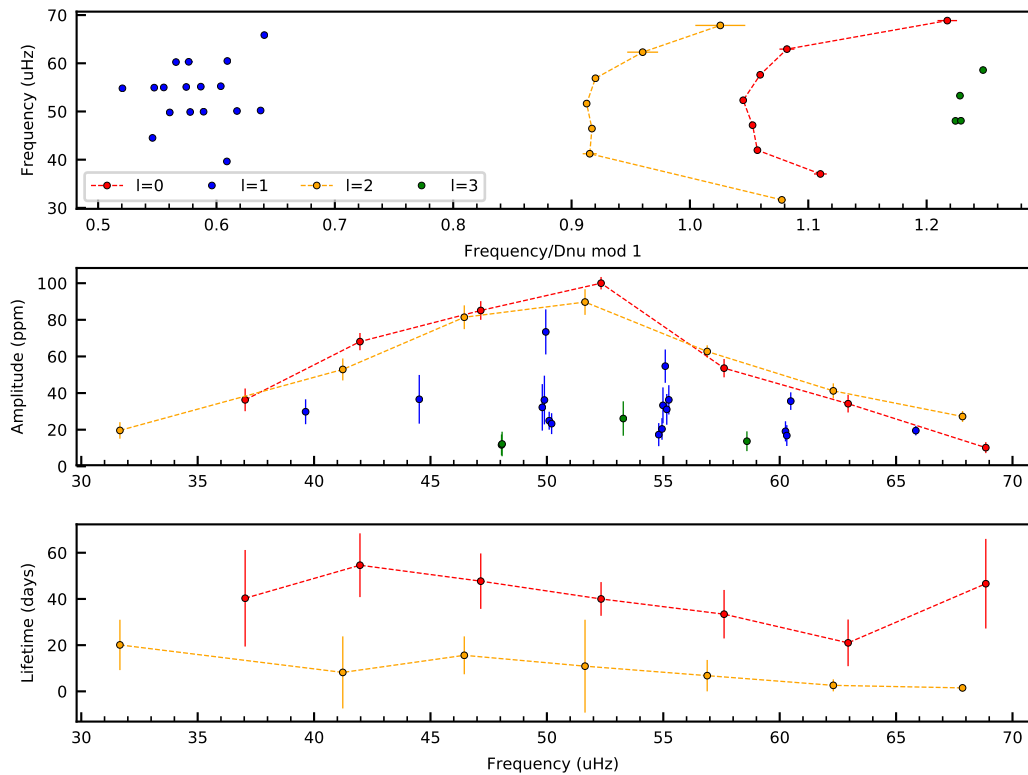 70
60
50
40
30
Frequency (uHz)
l=0 l=1 l=2 l=3
0.5 0.6 0.7 0.8 0.9 1.0 1.1 1.2
Frequency/Dnu mod 1
100
80
60
40
20
0
Amplitude (ppm)
30 35 40 45 50 55 60 65 70
60
40
20
0
Lifetime (days)
30 35 40 45 50 55 60 65 70
Frequency (uHz)